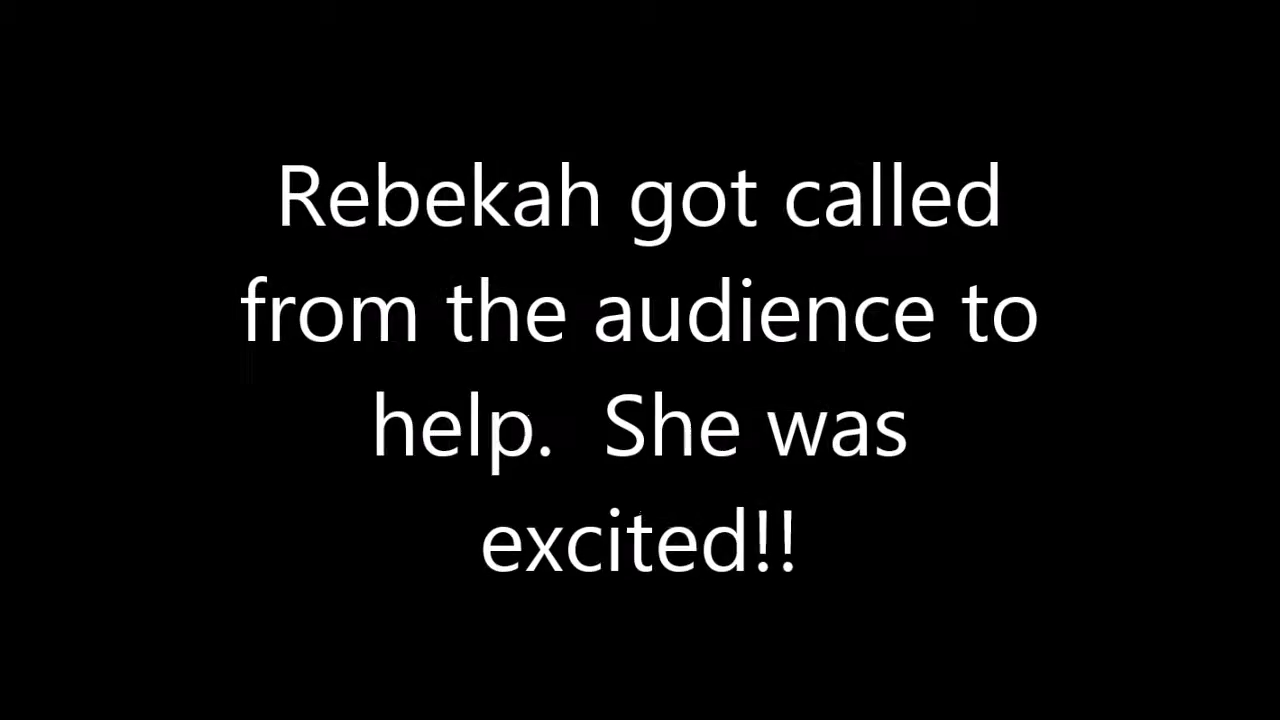 Rebekah got called
from the audience to
help.  She was
excited!!